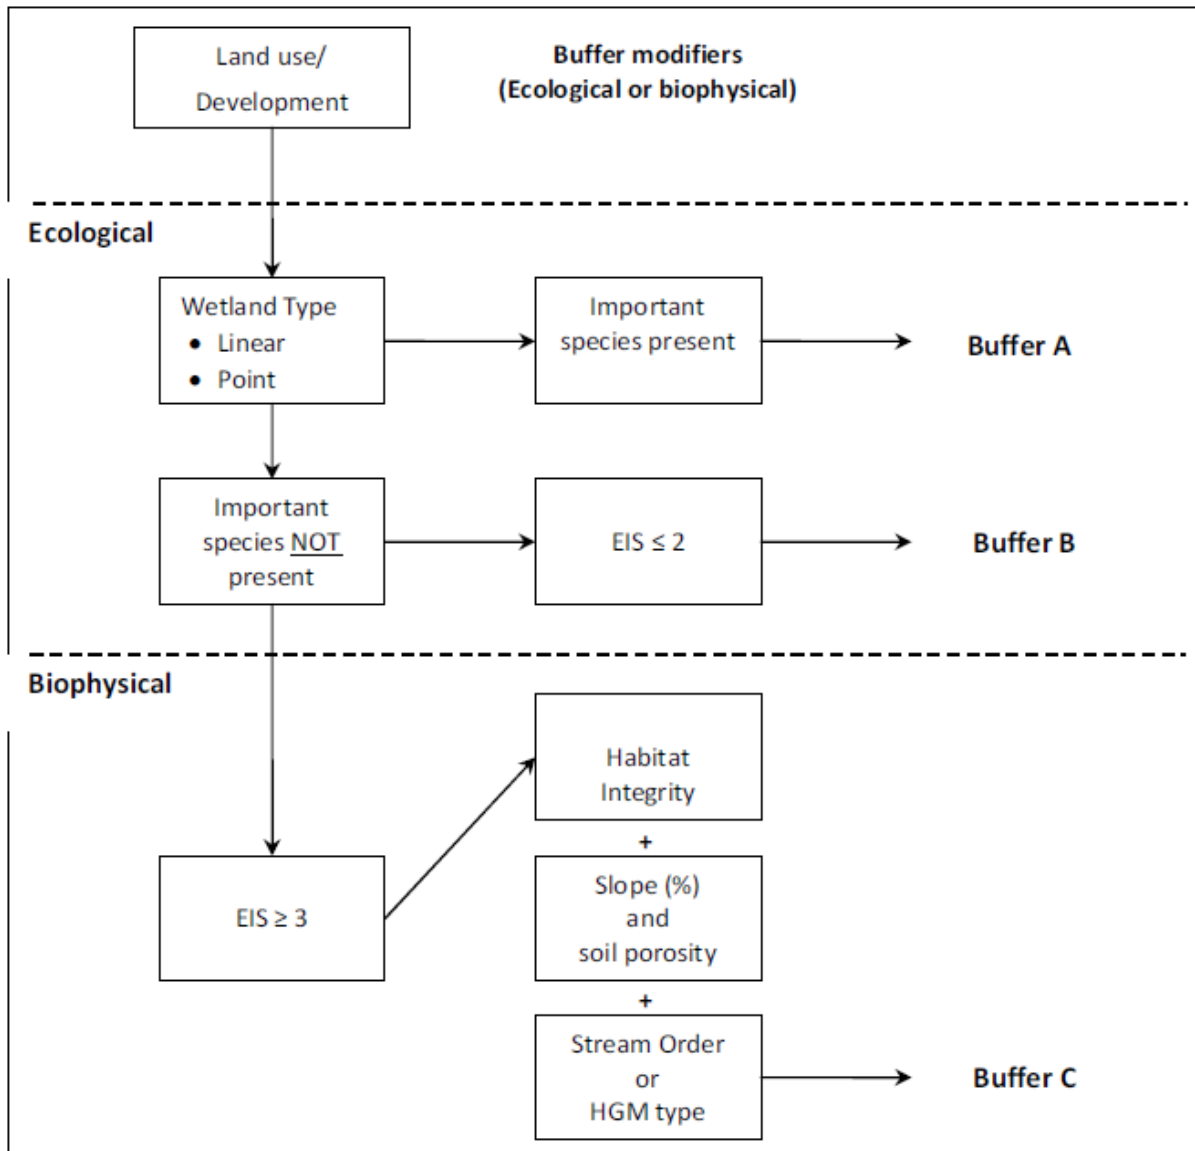 Land use/
Development
Buffer modifiers
(Ecological or biophysical)
Ecological
Wetland Type
• Linear
• Point
Important
species present
Buffer A
Important
species NOT
present
EIS ≤ 2
Buffer B
Biophysical
Habitat
Integrity
+
EIS ≥ 3
Slope (%)
and
soil porosity
+
Stream Order
or
HGM type
Buffer C